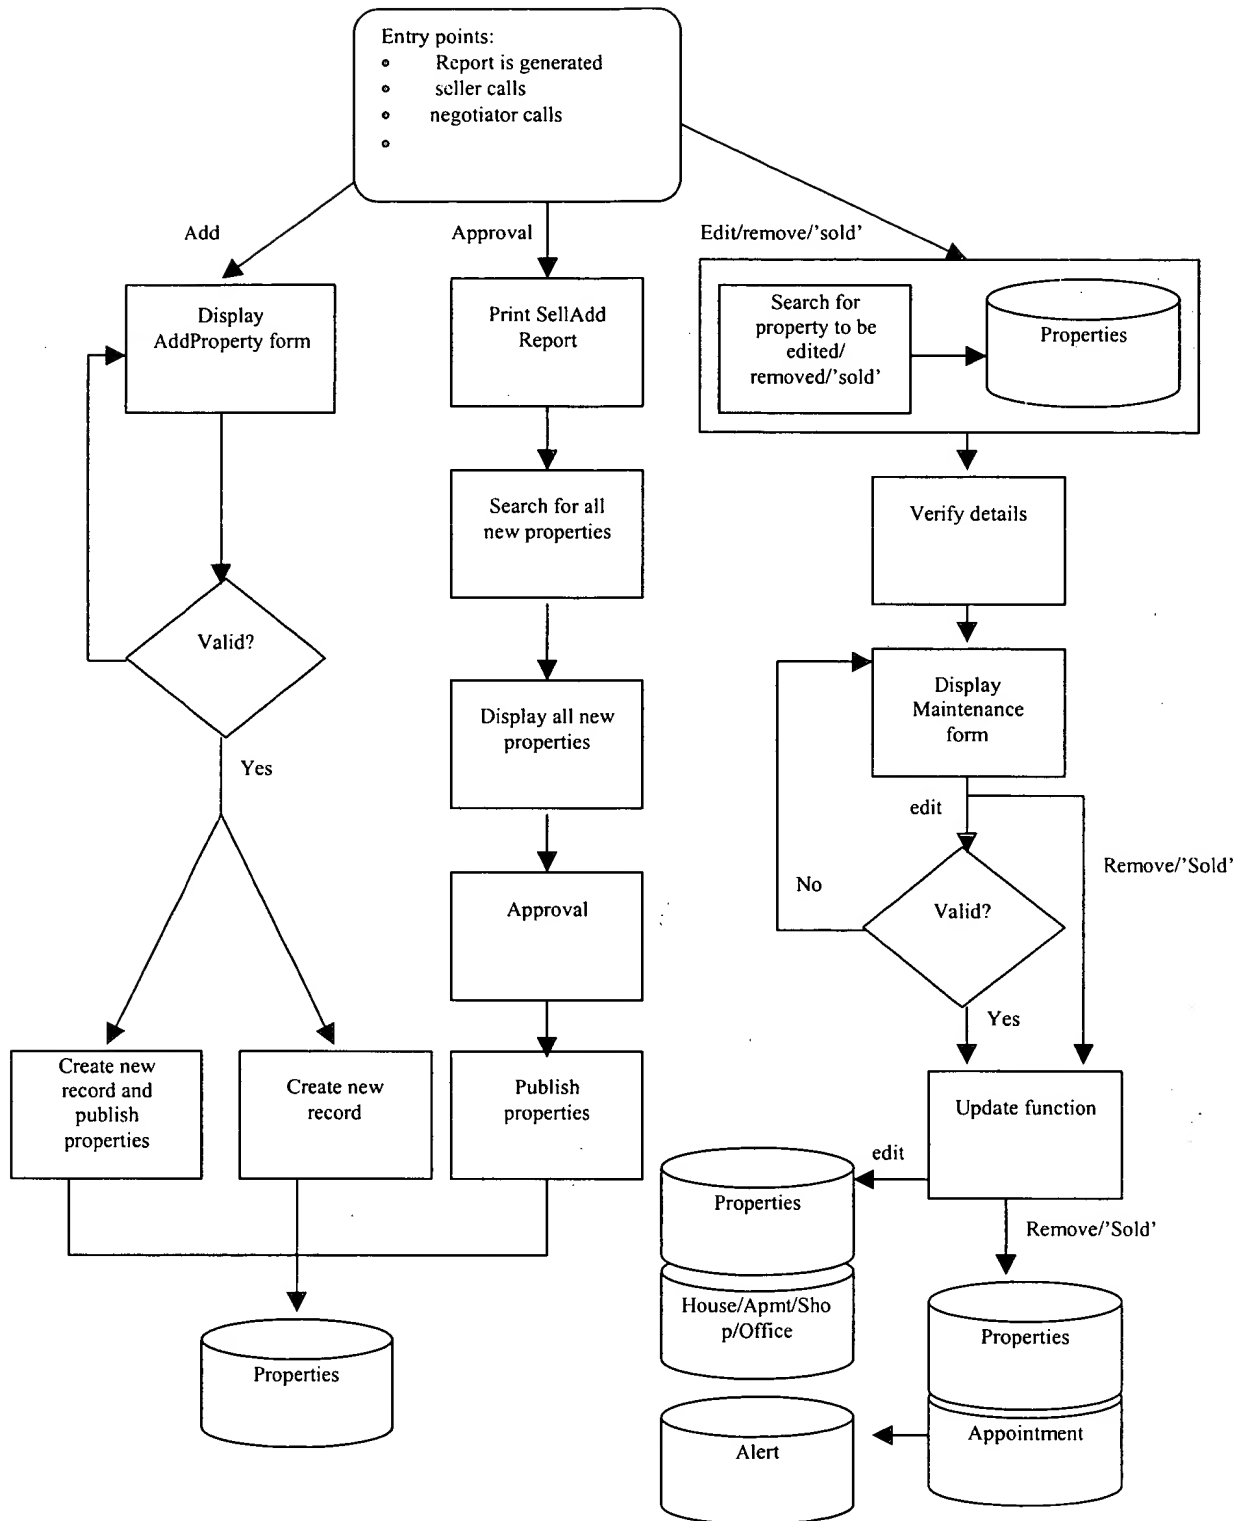 Entry points:
Report is generated
seller calls
negotiator calls
Add
Approval
Edit/remove/'sold'
Display
AddProperty form
Print SellAdd
Report
Search for
property to be
edited/
removed/'sold'
Properties
Search for all
new properties
Verify details
Valid?
Display all new
properties
Display
Maintenance
form
Yes
edit
Remove/'Sold'
No
Approval
Valid?
Yes
Create new
record and
publish
properties
Create new
record
Publish
properties
Update function
edit
Properties
Remove/'Sold'
House/Apmt/Sho
p/Office
Properties
Properties
Appointment
Alert